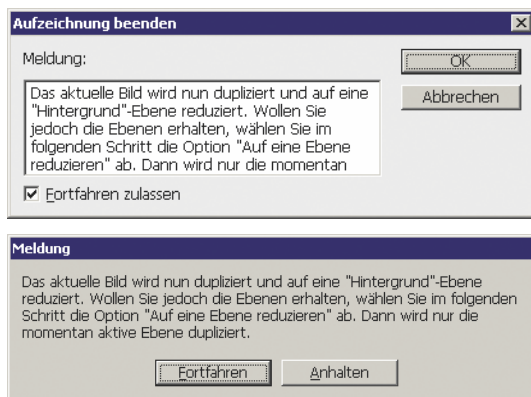 Aufzeichnung beenden
Meldung:
OK
Das aktuelle Bild wird nun dupliziert und auf eine
"Hintergrund"-Ebene reduziert. Wollen Sie
jedoch die Ebenen erhalten, wählen Sie im
folgenden Schritt die Option "Auf eine Ebene
reduzieren" ab. Dann wird nur die momentan
Abbrechen
Fortfahren zulassen
Meldung
Das aktuelle Bild wird nun dupliziert und auf eine "Hintergrund"-Ebene
reduziert. Wollen Sie jedoch die Ebenen erhalten, wählen Sie im folgenden
Schritt die Option "Auf eine Ebene reduzieren" ab. Dann wird nur die
momentan aktive Ebene dupliziert.
Fortfahren
Anhalten